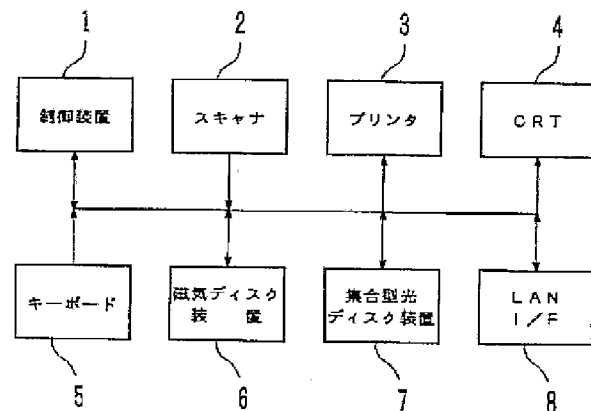 1
2
3
4
制御装置
スキャナ
プリンタ
CRT
キーボード
磁気ディスク
装 置
集合型光
ディスク装置
LAN
I/F
5
6
7
8